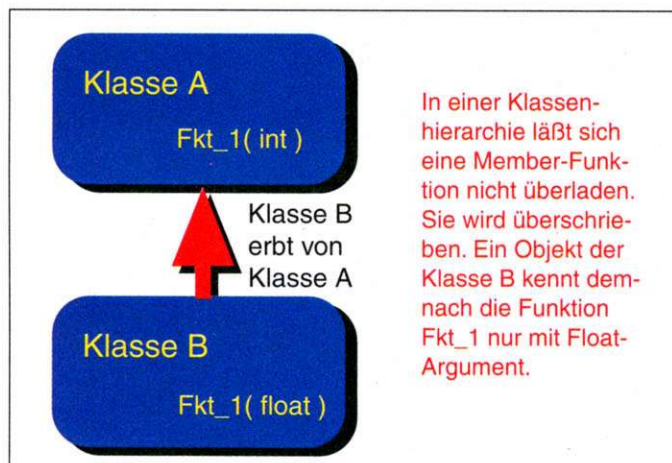 Klasse A
Fkt_1( int )
Klasse B
erbt von
Klasse A
Klasse B
Fkt_1( float )
In einer Klassen-
hierarchie läßt sich
eine Member-Funk-
tion nicht überladen.
Sie wird überschrie-
ben. Ein Objekt der
Klasse B kennt dem-
nach die Funktion
Fkt_1 nur mit Float-
Argument.